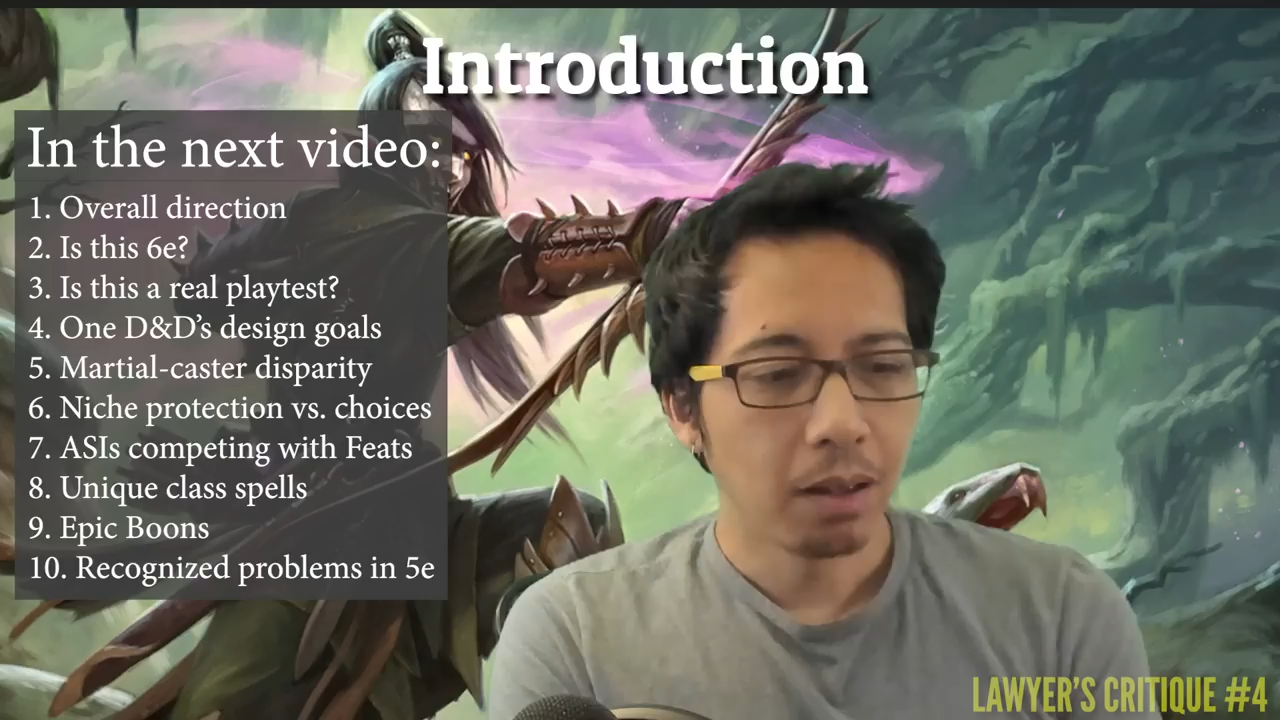 Introduction
In the next video:
1. Overall direction
2. Is this 6e?
3. Is this a real playtest?
4. One D&D’s design goals
5. Martial-caster disparity
6. Niche protection vs. choices
7. ASIs competing with Feats
8. Unique class spells
9. Epic Boons
10. Recognized problems in 5e
LAWYER'S CRITIQUE #4